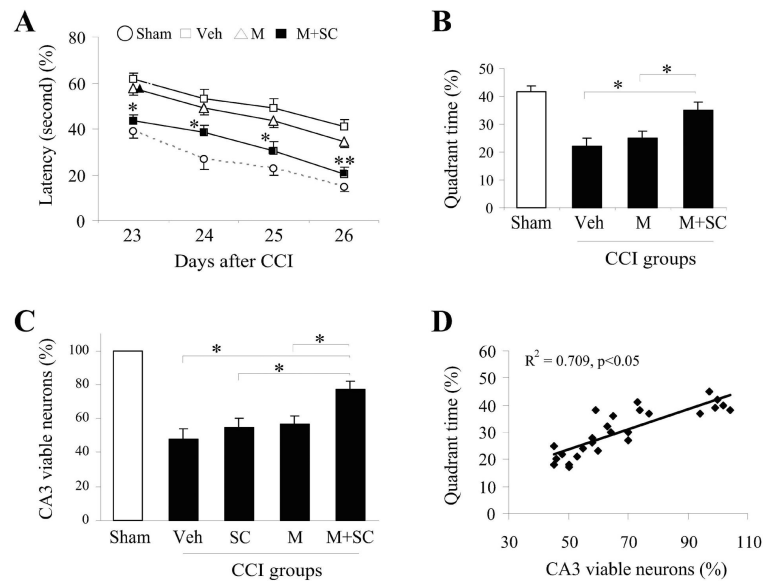 A
Sham Veh M M+SC
Latency (second) (%)
80
60
40
20
0
*
*
*
**
23 24 25 26
Days after CCI
B
Quadrant time (%)
50
40
30
20
10
0
*
*
Sham Veh M M+SC
CCI groups
C
CA3 viable neurons (%)
100
80
60
40
20
0
*
*
*
Sham Veh SC M M+SC
CCI groups
D
R2 = 0.709, p<0.05
Quadrant time (%)
60
50
40
30
20
10
0
30 50 70 90 110
CA3 viable neurons (%)